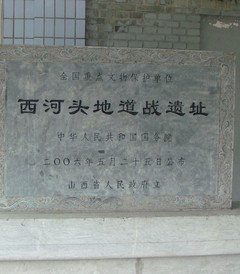 全国重点文物保护单位
西河头地道战遗址
中华人民共和国国务院
二〇〇六年五月二十五日公布
山西省人民政府立